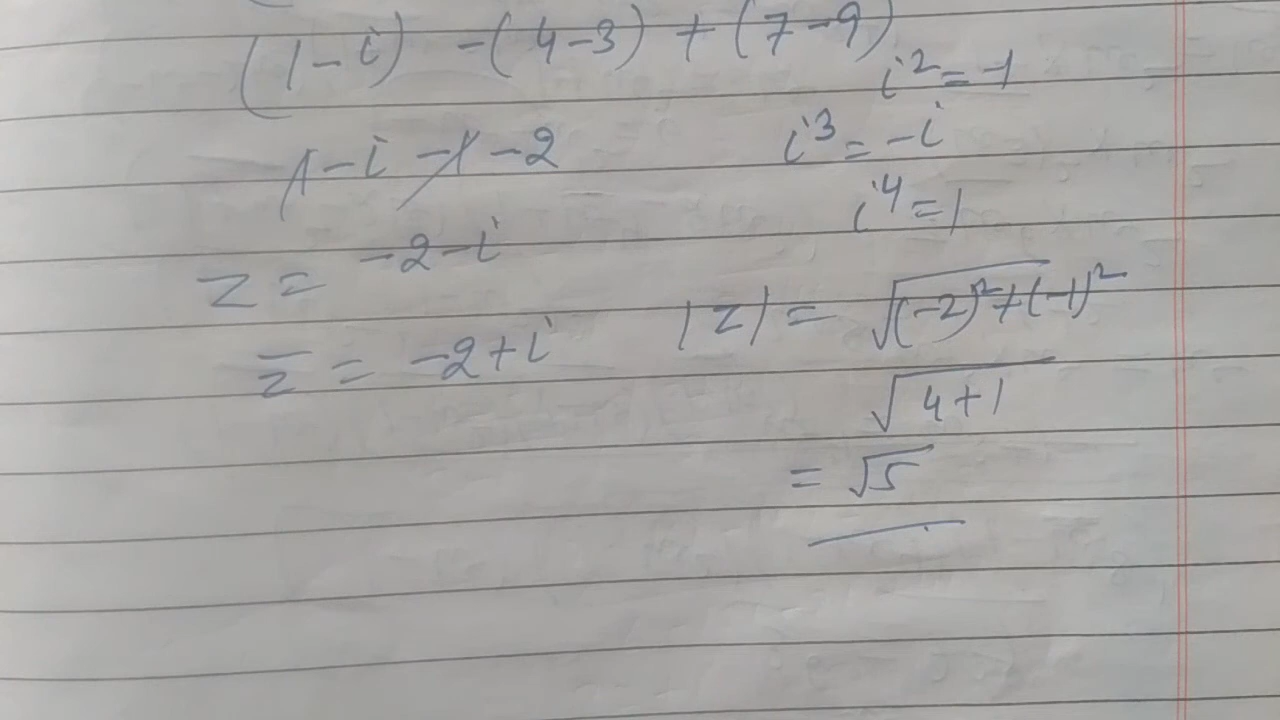 (1-i) -(4-3) + (7-9)
i² = -1
1-i -1 -2
i³ = -i
i⁴ = 1
z = -2-i
|z| = √(-2)²+(-1)²
z̄ = -2+i
√4+1
= √5